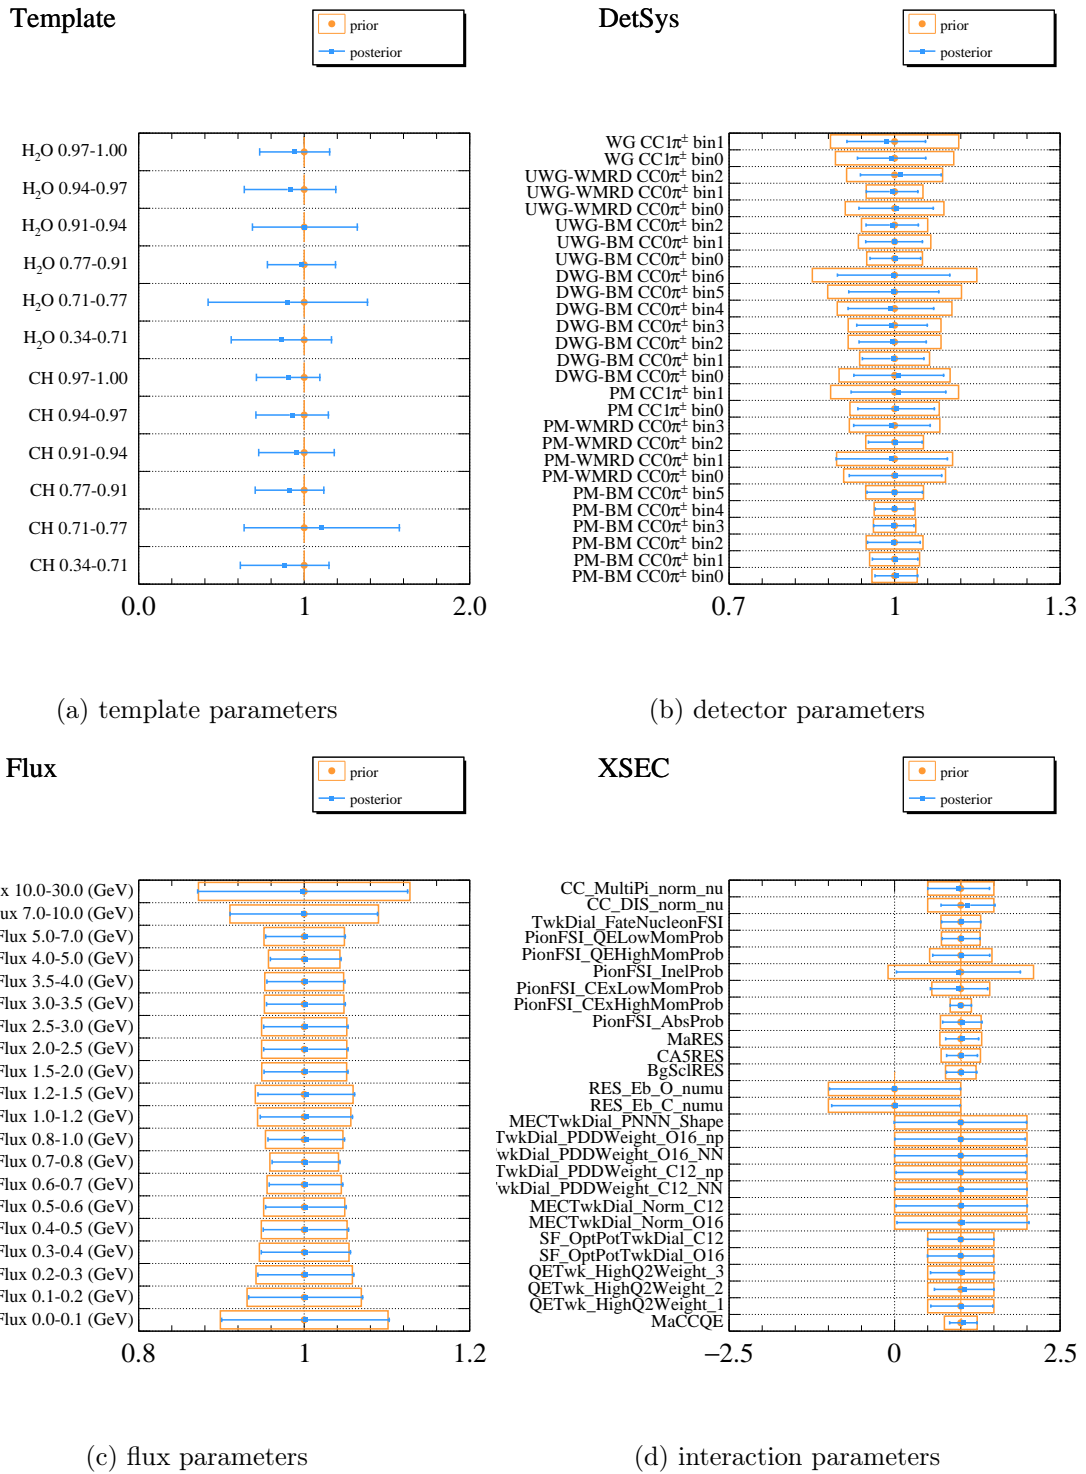 Template
prior
posterior
H₂O 0.97-1.00
H₂O 0.94-0.97
H₂O 0.91-0.94
H₂O 0.77-0.91
H₂O 0.71-0.77
H₂O 0.34-0.71
CH 0.97-1.00
CH 0.94-0.97
CH 0.91-0.94
CH 0.77-0.91
CH 0.71-0.77
CH 0.34-0.71
0.0 1 2.0
(a) template parameters
DetSys
prior
posterior
WG CC1π± bin1
WG CC1π± bin0
UWG-WMRD CC0π± bin2
UWG-WMRD CC0π± bin1
UWG-WMRD CC0π± bin0
UWG-BM CC0π± bin2
UWG-BM CC0π± bin1
UWG-BM CC0π± bin0
DWG-BM CC0π± bin6
DWG-BM CC0π± bin5
DWG-BM CC0π± bin4
DWG-BM CC0π± bin3
DWG-BM CC0π± bin2
DWG-BM CC0π± bin1
DWG-BM CC0π± bin0
PM CC1π± bin1
PM CC1π± bin0
PM-WMRD CC0π± bin3
PM-WMRD CC0π± bin2
PM-WMRD CC0π± bin1
PM-WMRD CC0π± bin0
PM-BM CC0π± bin5
PM-BM CC0π± bin4
PM-BM CC0π± bin3
PM-BM CC0π± bin2
PM-BM CC0π± bin1
PM-BM CC0π± bin0
0.7 1 1.3
(b) detector parameters
Flux
prior
posterior
x 10.0-30.0 (GeV)
lux 7.0-10.0 (GeV)
Flux 5.0-7.0 (GeV)
Flux 4.0-5.0 (GeV)
Flux 3.5-4.0 (GeV)
Flux 3.0-3.5 (GeV)
Flux 2.5-3.0 (GeV)
Flux 2.0-2.5 (GeV)
Flux 1.5-2.0 (GeV)
Flux 1.2-1.5 (GeV)
Flux 1.0-1.2 (GeV)
Flux 0.8-1.0 (GeV)
Flux 0.7-0.8 (GeV)
Flux 0.6-0.7 (GeV)
Flux 0.5-0.6 (GeV)
Flux 0.4-0.5 (GeV)
Flux 0.3-0.4 (GeV)
Flux 0.2-0.3 (GeV)
Flux 0.1-0.2 (GeV)
Flux 0.0-0.1 (GeV)
0.8 1 1.2
(c) flux parameters
XSEC
prior
posterior
CC_MultiPi_norm_nu
CC_DIS_norm_nu
TwkDial_FateNucleonFSI
PionFSI_QELowMomProb
PionFSI_QEHighMomProb
PionFSI_InelProb
PionFSI_CExLowMomProb
PionFSI_CExHighMomProb
PionFSI_AbsProb
MaRES
CA5RES
BgSclRES
RES_Eb_O_numu
RES_Eb_C_numu
MECTwkDial_PNNN_Shape
TwkDial_PDDWeight_O16_np
wkDial_PDDWeight_O16_NN
TwkDial_PDDWeight_C12_np
wkDial_PDDWeight_C12_NN
MECTwkDial_Norm_C12
MECTwkDial_Norm_O16
SF_OptPotTwkDial_C12
SF_OptPotTwkDial_O16
QETwk_HighQ2Weight_3
QETwk_HighQ2Weight_2
QETwk_HighQ2Weight_1
MaCCQE
−2.5 0 2.5
(d) interaction parameters